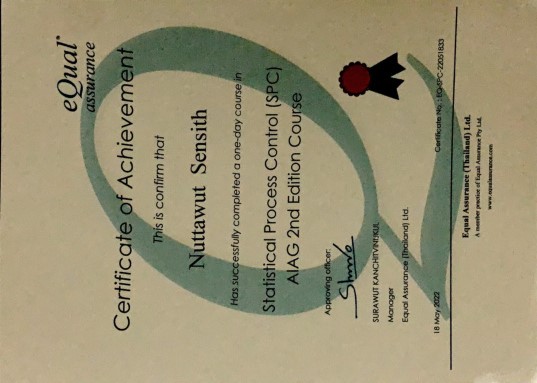 eQual
assurance
Certificate of Achievement
This is confirm that
Nuttawut Sensith
Has successfully completed a one-day course in
Statistical Process Control (SPC)
AIAG 2nd Edition Course
Approving officer:
SURAWUT KANCHITVINIJKUL
Manager
Equal Assurance (Thailand) Ltd.
18 May 2022 Certificate No. : EQ-SPC-22051833
Equal Assurance (Thailand) Ltd.
A member practice of Equal Assurance Pty Ltd.
www.equalassurance.com